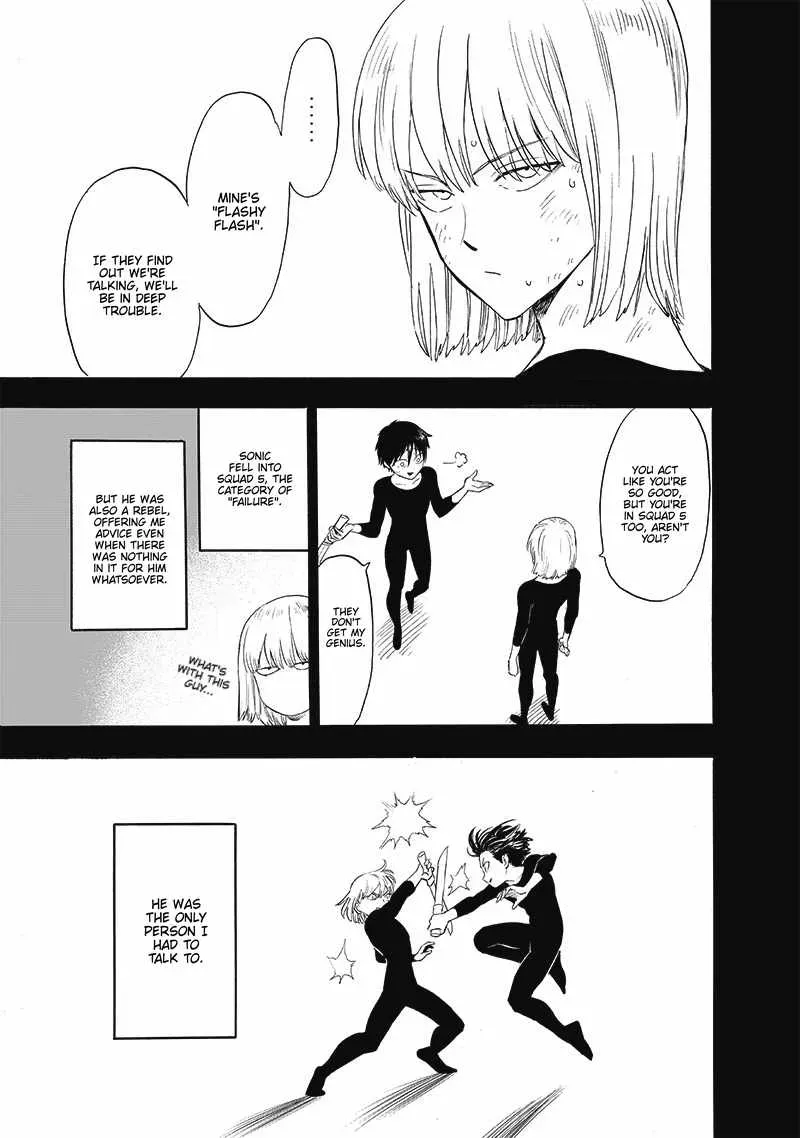 .......
MINE'S
"FLASHY
FLASH".
IF THEY FIND
OUT WE'RE
TALKING, WE'LL
BE IN DEEP
TROUBLE.
YOU ACT
LIKE YOU'RE
SO GOOD,
BUT YOU'RE
IN SQUAD 5
TOO, AREN'T
YOU?
THEY
DON'T
GET MY
GENIUS.
SONIC
FELL INTO
SQUAD 5,
THE
CATEGORY OF
"FAILURE".
BUT HE WAS
ALSO A REBEL,
OFFERING ME
ADVICE EVEN
WHEN THERE
WAS NOTHING
IN IT FOR HIM
WHATSOEVER.
WHAT'S
WITH THIS
GUY...
HE WAS
THE ONLY
PERSON I
HAD TO
TALK TO.